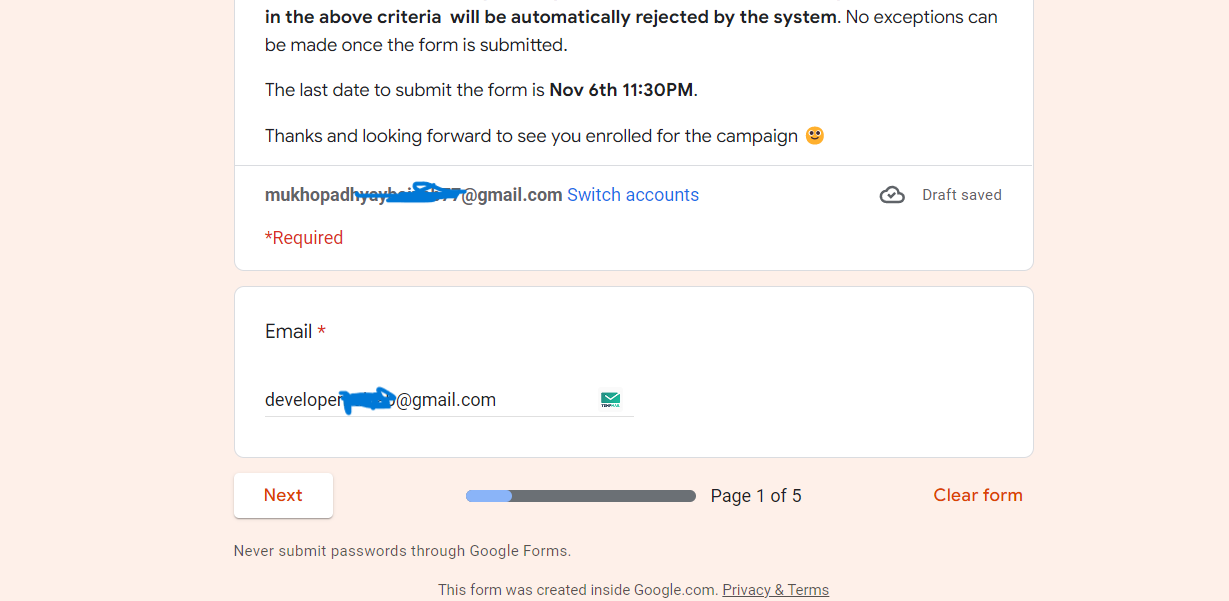 in the above criteria will be automatically rejected by the system. No exceptions can
be made once the form is submitted.
The last date to submit the form is Nov 6th 11:30PM.
Thanks and looking forward to see you enrolled for the campaign 🙂
@gmail.com Switch accounts
Draft saved
*Required
Email *
@gmail.com
Next
Page 1 of 5
Clear form
Never submit passwords through Google Forms.
This form was created inside Google.com. Privacy & Terms